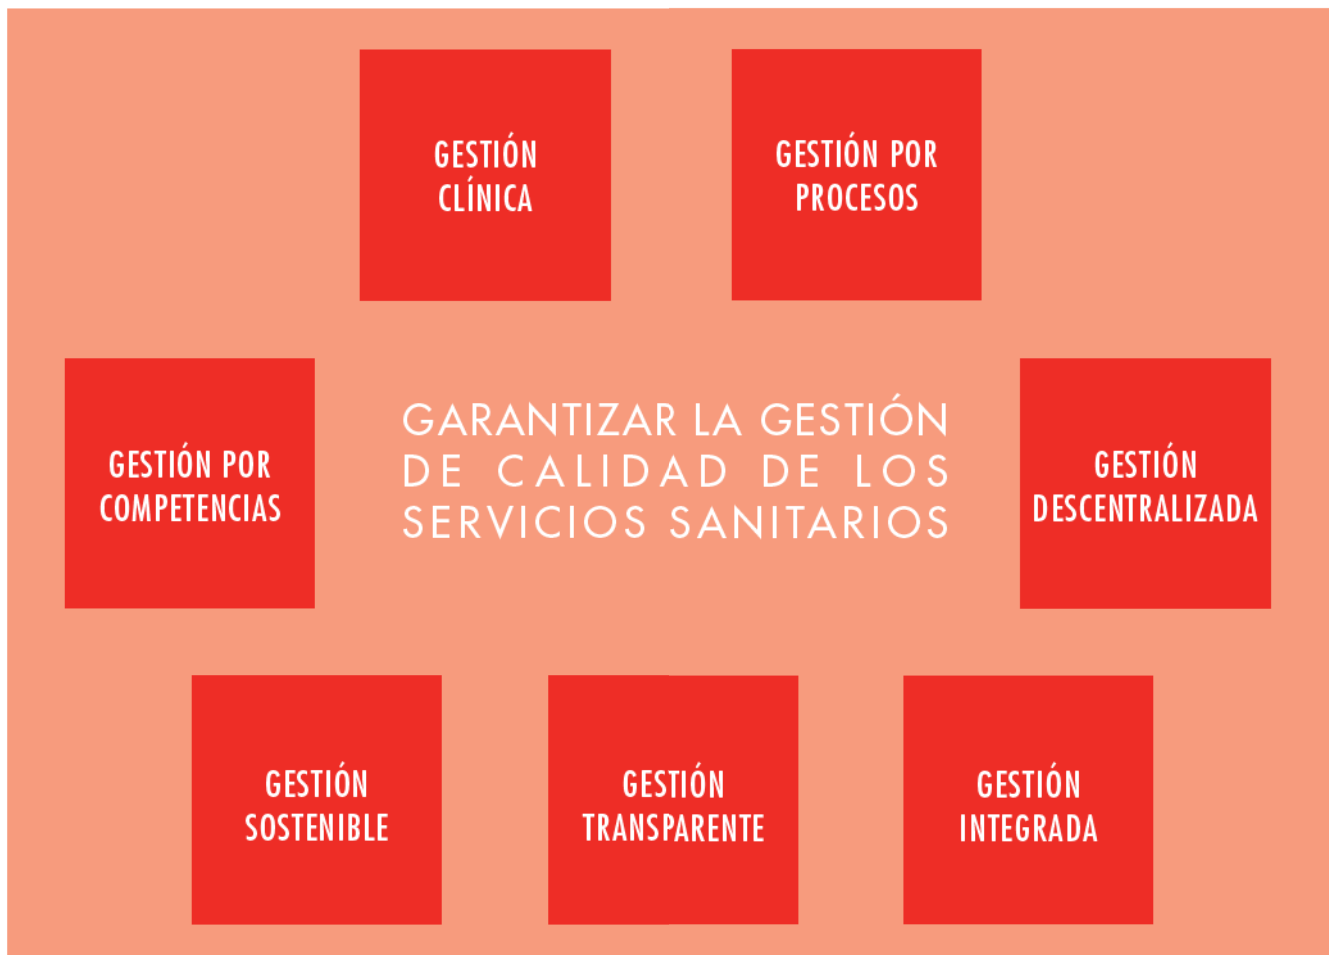 GESTIÓN
CLÍNICA
GESTIÓN POR
PROCESOS
GESTIÓN POR
COMPETENCIAS
GARANTIZAR LA GESTIÓN
DE CALIDAD DE LOS
SERVICIOS SANITARIOS
GESTIÓN
DESCENTRALIZADA
GESTIÓN
SOSTENIBLE
GESTIÓN
TRANSPARENTE
GESTIÓN
INTEGRADA